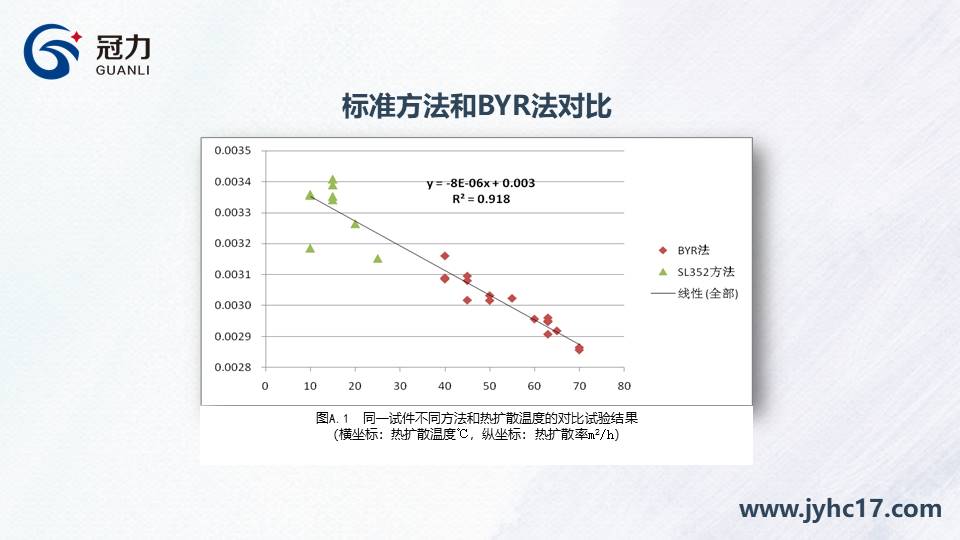 冠力
GUANLI
标准方法和BYR法对比
0.0035
0.0034
0.0033
0.0032
0.0031
0.0030
0.0029
0.0028
0 10 20 30 40 50 60 70 80
y = -8E-06x + 0.003
R² = 0.918
BYR法
SL352方法
线性 (全部)
图A.1 同一试件不同方法和热扩散温度的对比试验结果
(横坐标：热扩散温度℃，纵坐标：热扩散率m²/h)
www.jyhc17.com